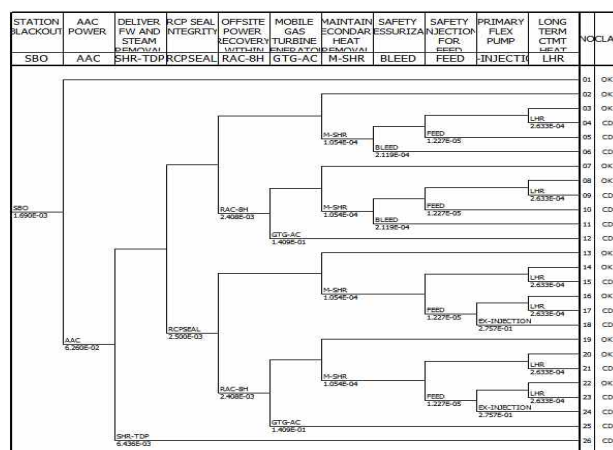 STATION BLACKOUT
AAC POWER
DELIVER FW AND STEAM REMOVAL
RCP SEAL INTEGRITY
OFFSITE POWER RECOVERY WITHIN
MOBILE GAS TURBINE
MAINTAIN SECONDARY HEAT REMOVAL
SAFETY
SAFETY INJECTION FOR FEED
PRIMARY FLEX PUMP
LONG TERM CTMT HEAT
NO
CLA
SBO
AAC
SHR-TDP
RCPSEAL
RAC-8H
GTG-AC
M-SHR
BLEED
FEED
-INJECTI
LHR
01 OK
02 OK
03 OK
LHR
2.633E-04
04 CD
FEED
1.227E-05
05 CD
M-SHR
1.054E-04
BLEED
2.119E-04
06 CD
07 OK
08 OK
LHR
2.633E-04
09 CD
SBO
1.690E-03
RAC-8H
2.408E-03
M-SHR
1.054E-04
FEED
1.227E-05
10 CD
BLEED
2.119E-04
11 CD
GTG-AC
1.409E-01
12 CD
13 OK
14 OK
M-SHR
1.054E-04
LHR
2.633E-04
15 CD
16 OK
FEED
1.227E-05
LHR
2.633E-04
17 CD
RCPSEAL
2.500E-03
EX-INJECTION
2.757E-01
18 CD
AAC
6.260E-02
19 OK
20 OK
M-SHR
1.054E-04
LHR
2.633E-04
21 CD
RAC-8H
2.408E-03
22 OK
FEED
1.227E-05
LHR
2.633E-04
23 CD
EX-INJECTION
2.757E-01
24 CD
GTG-AC
1.409E-01
25 CD
SHR-TDP
6.436E-03
26 CD